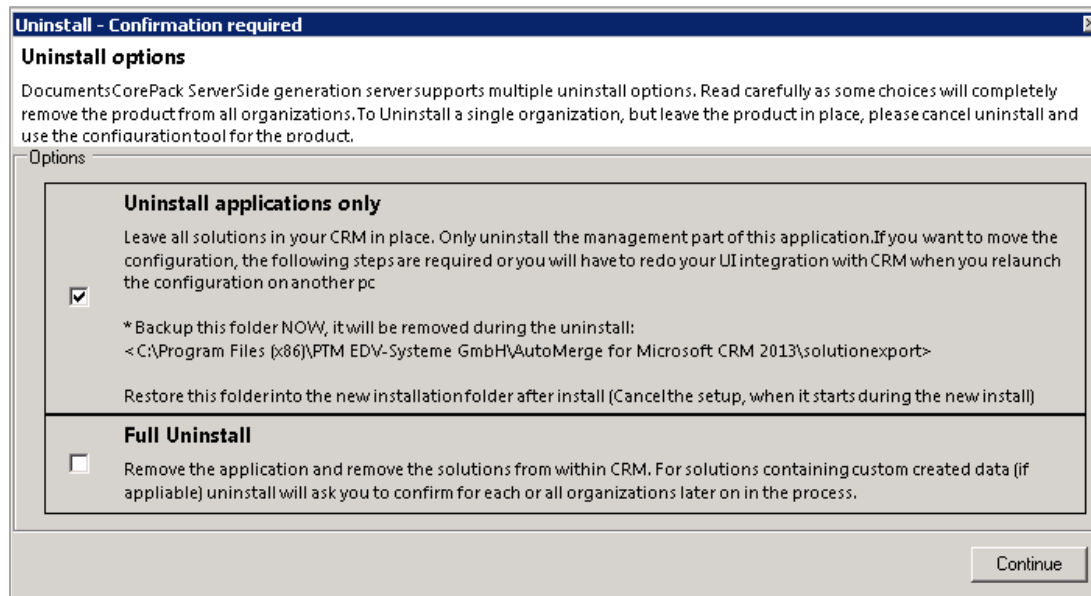 Uninstall - Confirmation required
Uninstall options
DocumentsCorePack ServerSide generation server supports multiple uninstall options. Read carefully as some choices will completely
remove the product from all organizations.To Uninstall a single organization, but leave the product in place, please cancel uninstall and
use the configuration tool for the product.
Options
Uninstall applications only
Leave all solutions in your CRM in place. Only uninstall the management part of this application.If you want to move the
configuration, the following steps are required or you will have to redo your UI integration with CRM when you relaunch
the configuration on another pc
* Backup this folder NOW, it will be removed during the uninstall:
<C:\Program Files (x86)\PTM EDV-Systeme GmbH\AutoMerge for Microsoft CRM 2013\solutionexport>
Restore this folder into the new installation folder after install (Cancel the setup, when it starts during the new install)
Full Uninstall
Remove the application and remove the solutions from within CRM. For solutions containing custom created data (if
appliable) uninstall will ask you to confirm for each or all organizations later on in the process.
Continue